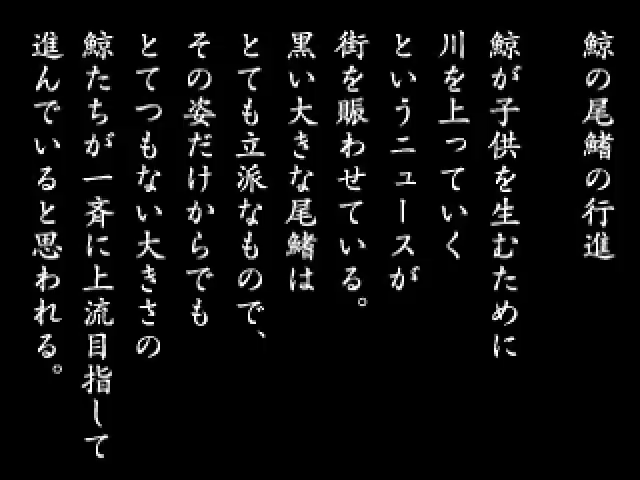 鯨の尾鰭の行進
鯨が子供を生むために
川を上っていく
というニュースが
街を賑わせている。
黒い大きな尾鰭は
とても立派なもので、
その姿だけからでも
とてつもない大きさの
鯨たちが一斉に上流目指して
進んでいると思われる。